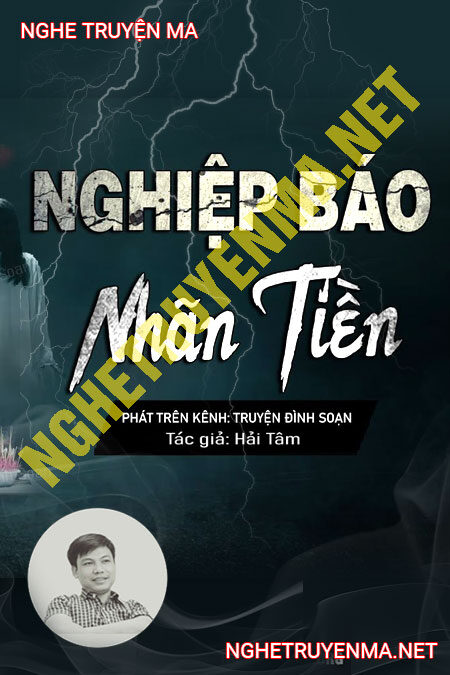 NGHE TRUYỆN MA
NGHETRUYENMA.NET
NGHIỆP BÁO
Nhãn Tiền
PHÁT TRÊN KÊNH: TRUYỆN ĐÌNH SOẠN
Tác giả: Hải Tâm
NGHETRUYENMA.NET